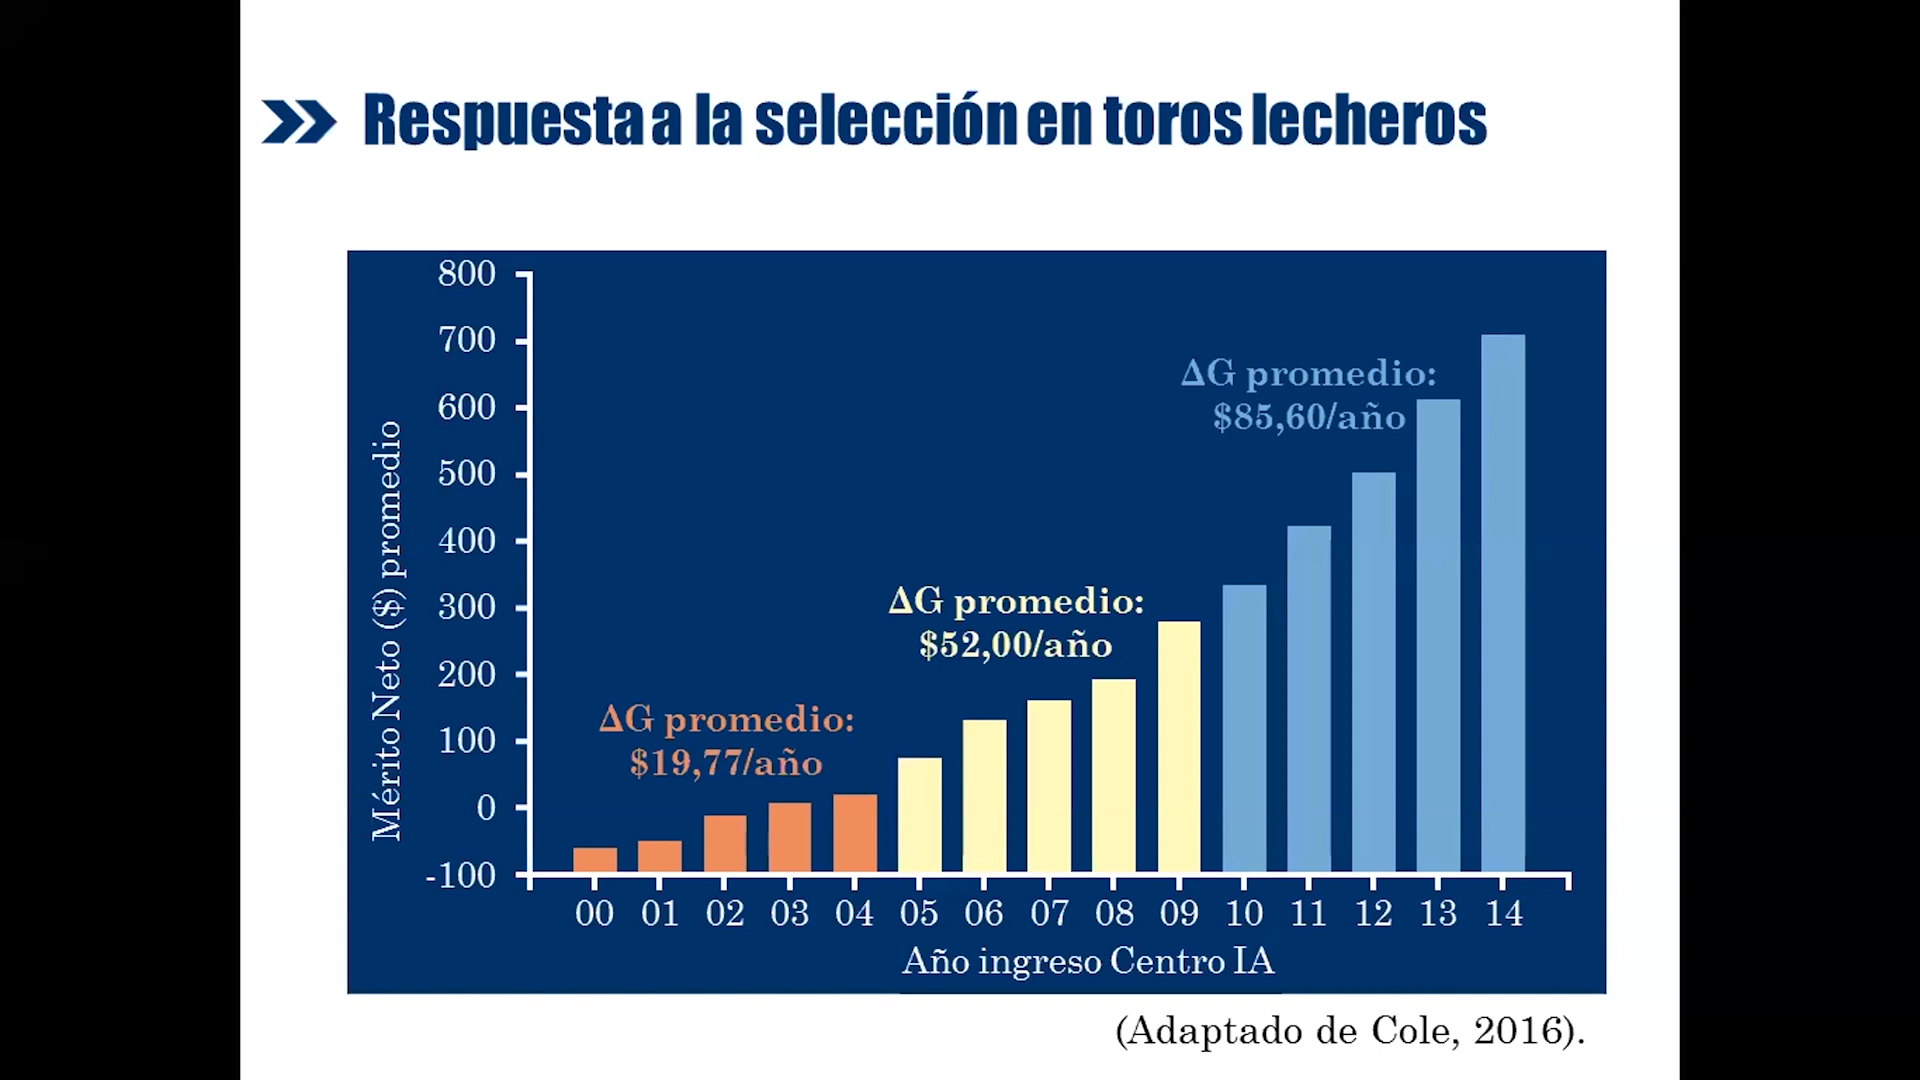 Respuesta a la selección en toros lecheros
800
700
600
500
400
300
200
100
0
-100
Mérito Neto ($) promedio
ΔG promedio:
$19,77/año
ΔG promedio:
$52,00/año
ΔG promedio:
$85,60/año
00 01 02 03 04 05 06 07 08 09 10 11 12 13 14
Año ingreso Centro IA
(Adaptado de Cole, 2016).